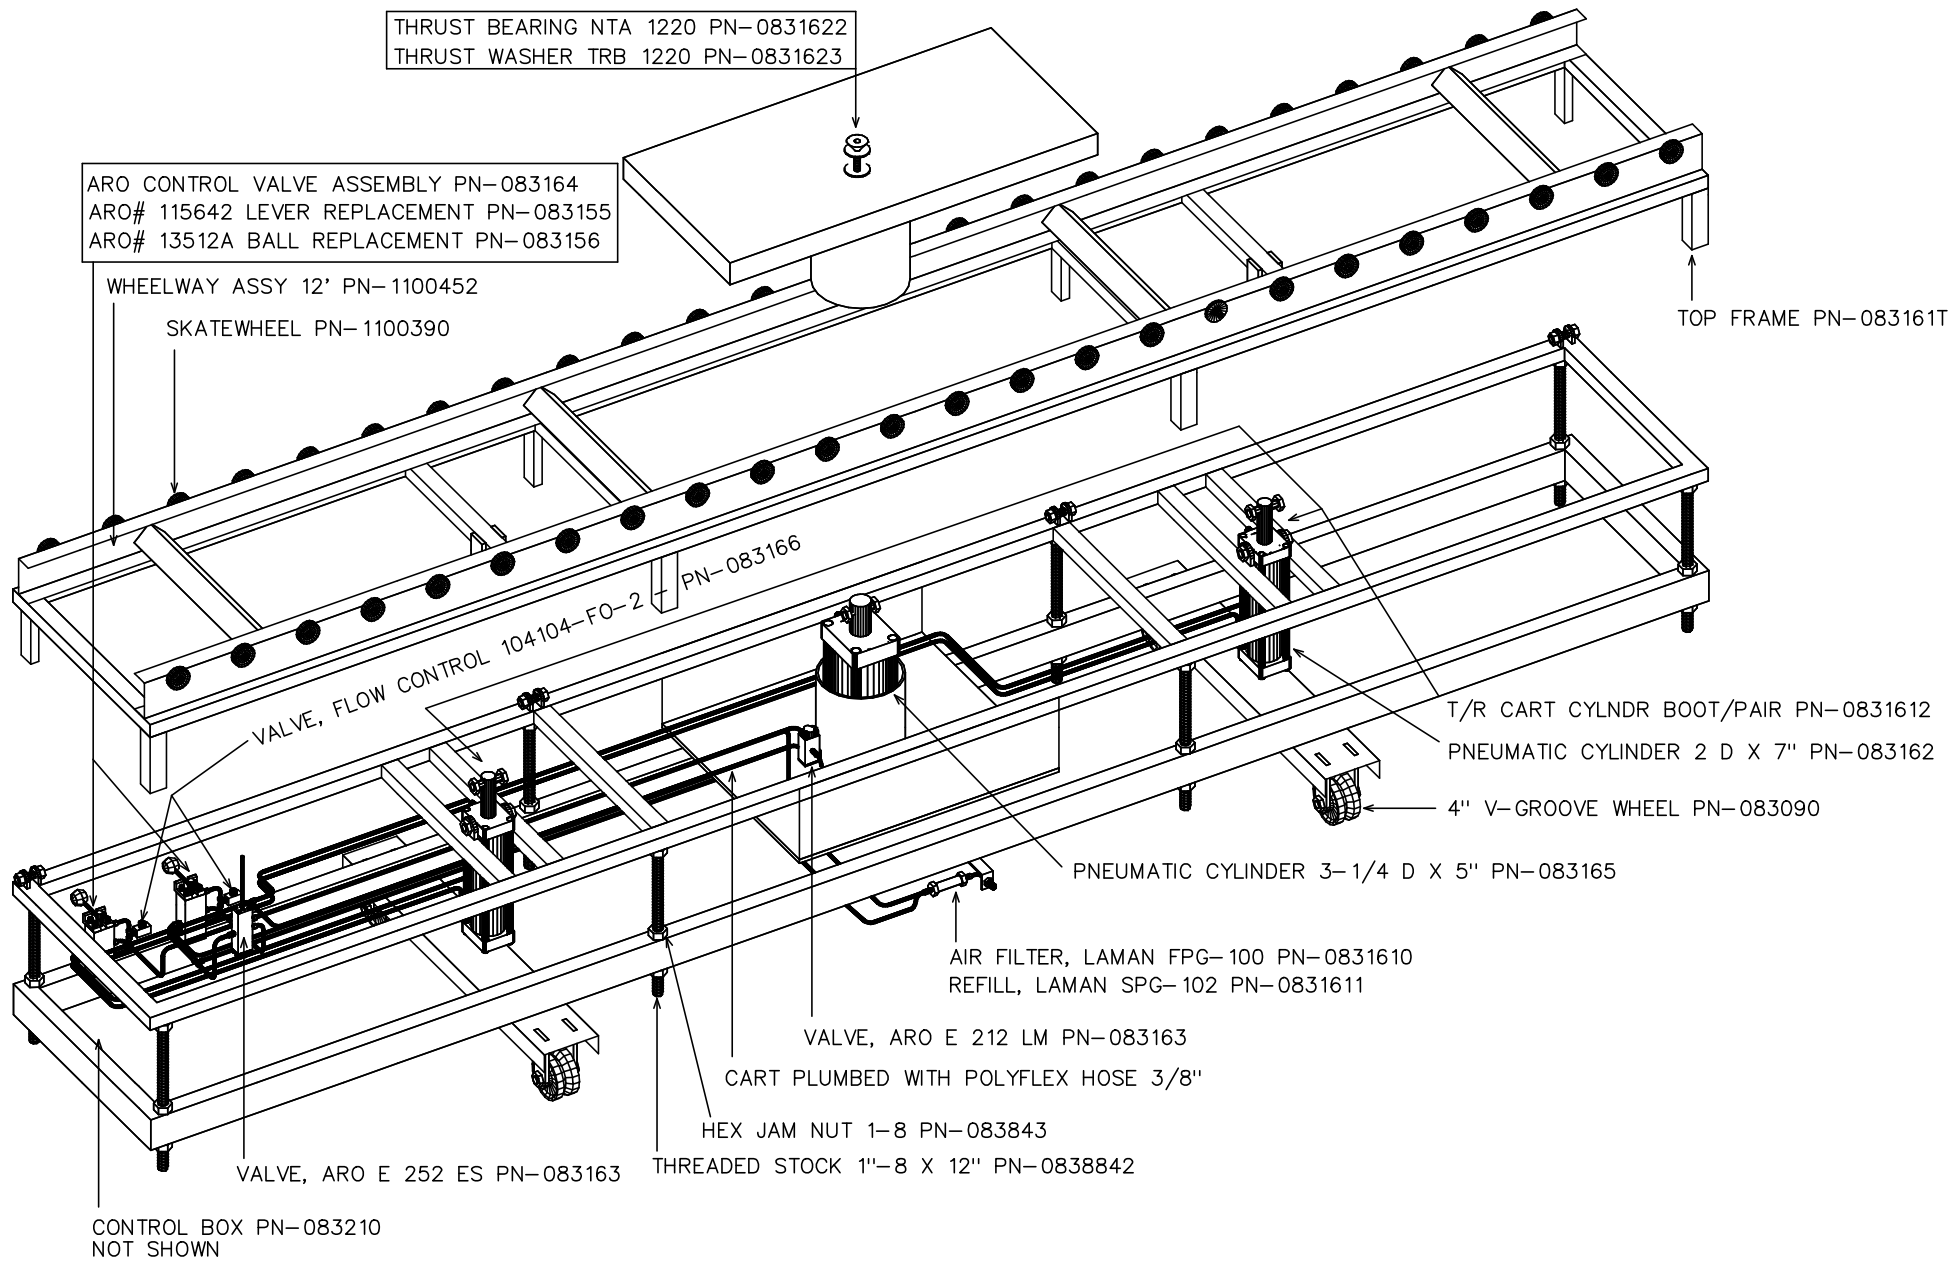 THRUST BEARING NTA 1220 PN-0831622
THRUST WASHER TRB 1220 PN-0831623
ARO CONTROL VALVE ASSEMBLY PN-083164
ARO# 115642 LEVER REPLACEMENT PN-083155
ARO# 13512A BALL REPLACEMENT PN-083156
WHEELWAY ASSY 12' PN-1100452
SKATEWHEEL PN-1100390
TOP FRAME PN-083161T
VALVE, FLOW CONTROL 104104-FO-2 - PN-083166
T/R CART CYLNDR BOOT/PAIR PN-0831612
PNEUMATIC CYLINDER 2 D X 7" PN-083162
4" V-GROOVE WHEEL PN-083090
PNEUMATIC CYLINDER 3-1/4 D X 5" PN-083165
AIR FILTER, LAMAN FPG-100 PN-0831610
REFILL, LAMAN SPG-102 PN-0831611
VALVE, ARO E 212 LM PN-083163
CART PLUMBED WITH POLYFLEX HOSE 3/8"
HEX JAM NUT 1-8 PN-083843
THREADED STOCK 1"-8 X 12" PN-0838842
VALVE, ARO E 252 ES PN-083163
CONTROL BOX PN-083210
NOT SHOWN